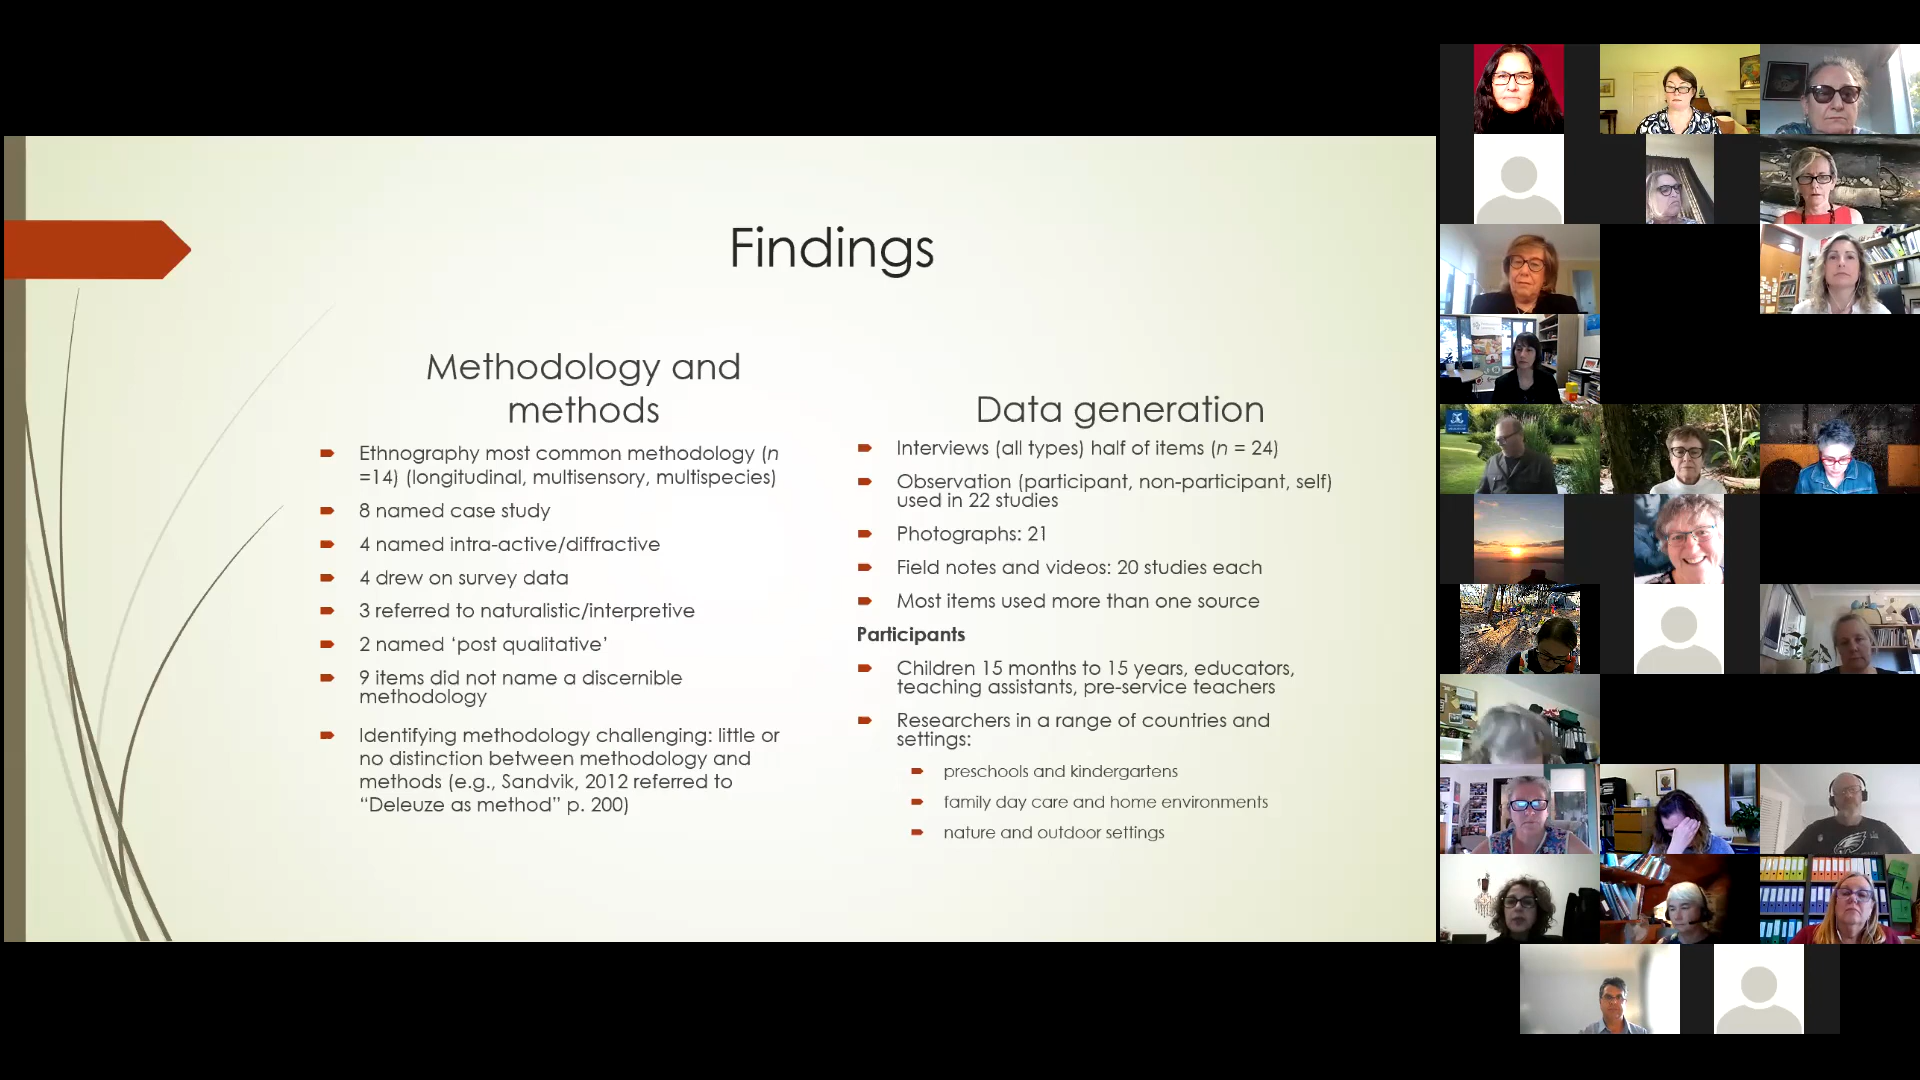 Findings
Methodology and
methods
Ethnography most common methodology (n
=14) (longitudinal, multisensory, multispecies)
8 named case study
4 named intra-active/diffractive
4 drew on survey data
3 referred to naturalistic/interpretive
2 named ‘post qualitative’
9 items did not name a discernible
methodology
Identifying methodology challenging: little or
no distinction between methodology and
methods (e.g., Sandvik, 2012 referred to
“Deleuze as method” p. 200)
Data generation
Interviews (all types) half of items (n = 24)
Observation (participant, non-participant, self)
used in 22 studies
Photographs: 21
Field notes and videos: 20 studies each
Most items used more than one source
Participants
Children 15 months to 15 years, educators,
teaching assistants, pre-service teachers
Researchers in a range of countries and
settings:
preschools and kindergartens
family day care and home environments
nature and outdoor settings